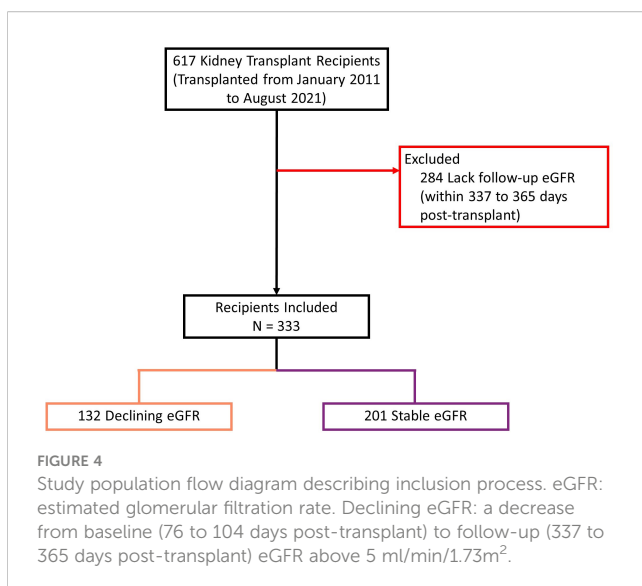 617 Kidney Transplant Recipients
(Transplanted from January 2011
to August 2021)
Excluded
284 Lack follow-up eGFR
(within 337 to 365 days
post-transplant)
Recipients Included
N = 333
132 Declining eGFR
201 Stable eGFR
FIGURE 4
Study population flow diagram describing inclusion process. eGFR:
estimated glomerular filtration rate. Declining eGFR: a decrease
from baseline (76 to 104 days post-transplant) to follow-up (337 to
365 days post-transplant) eGFR above 5 ml/min/1.73m².